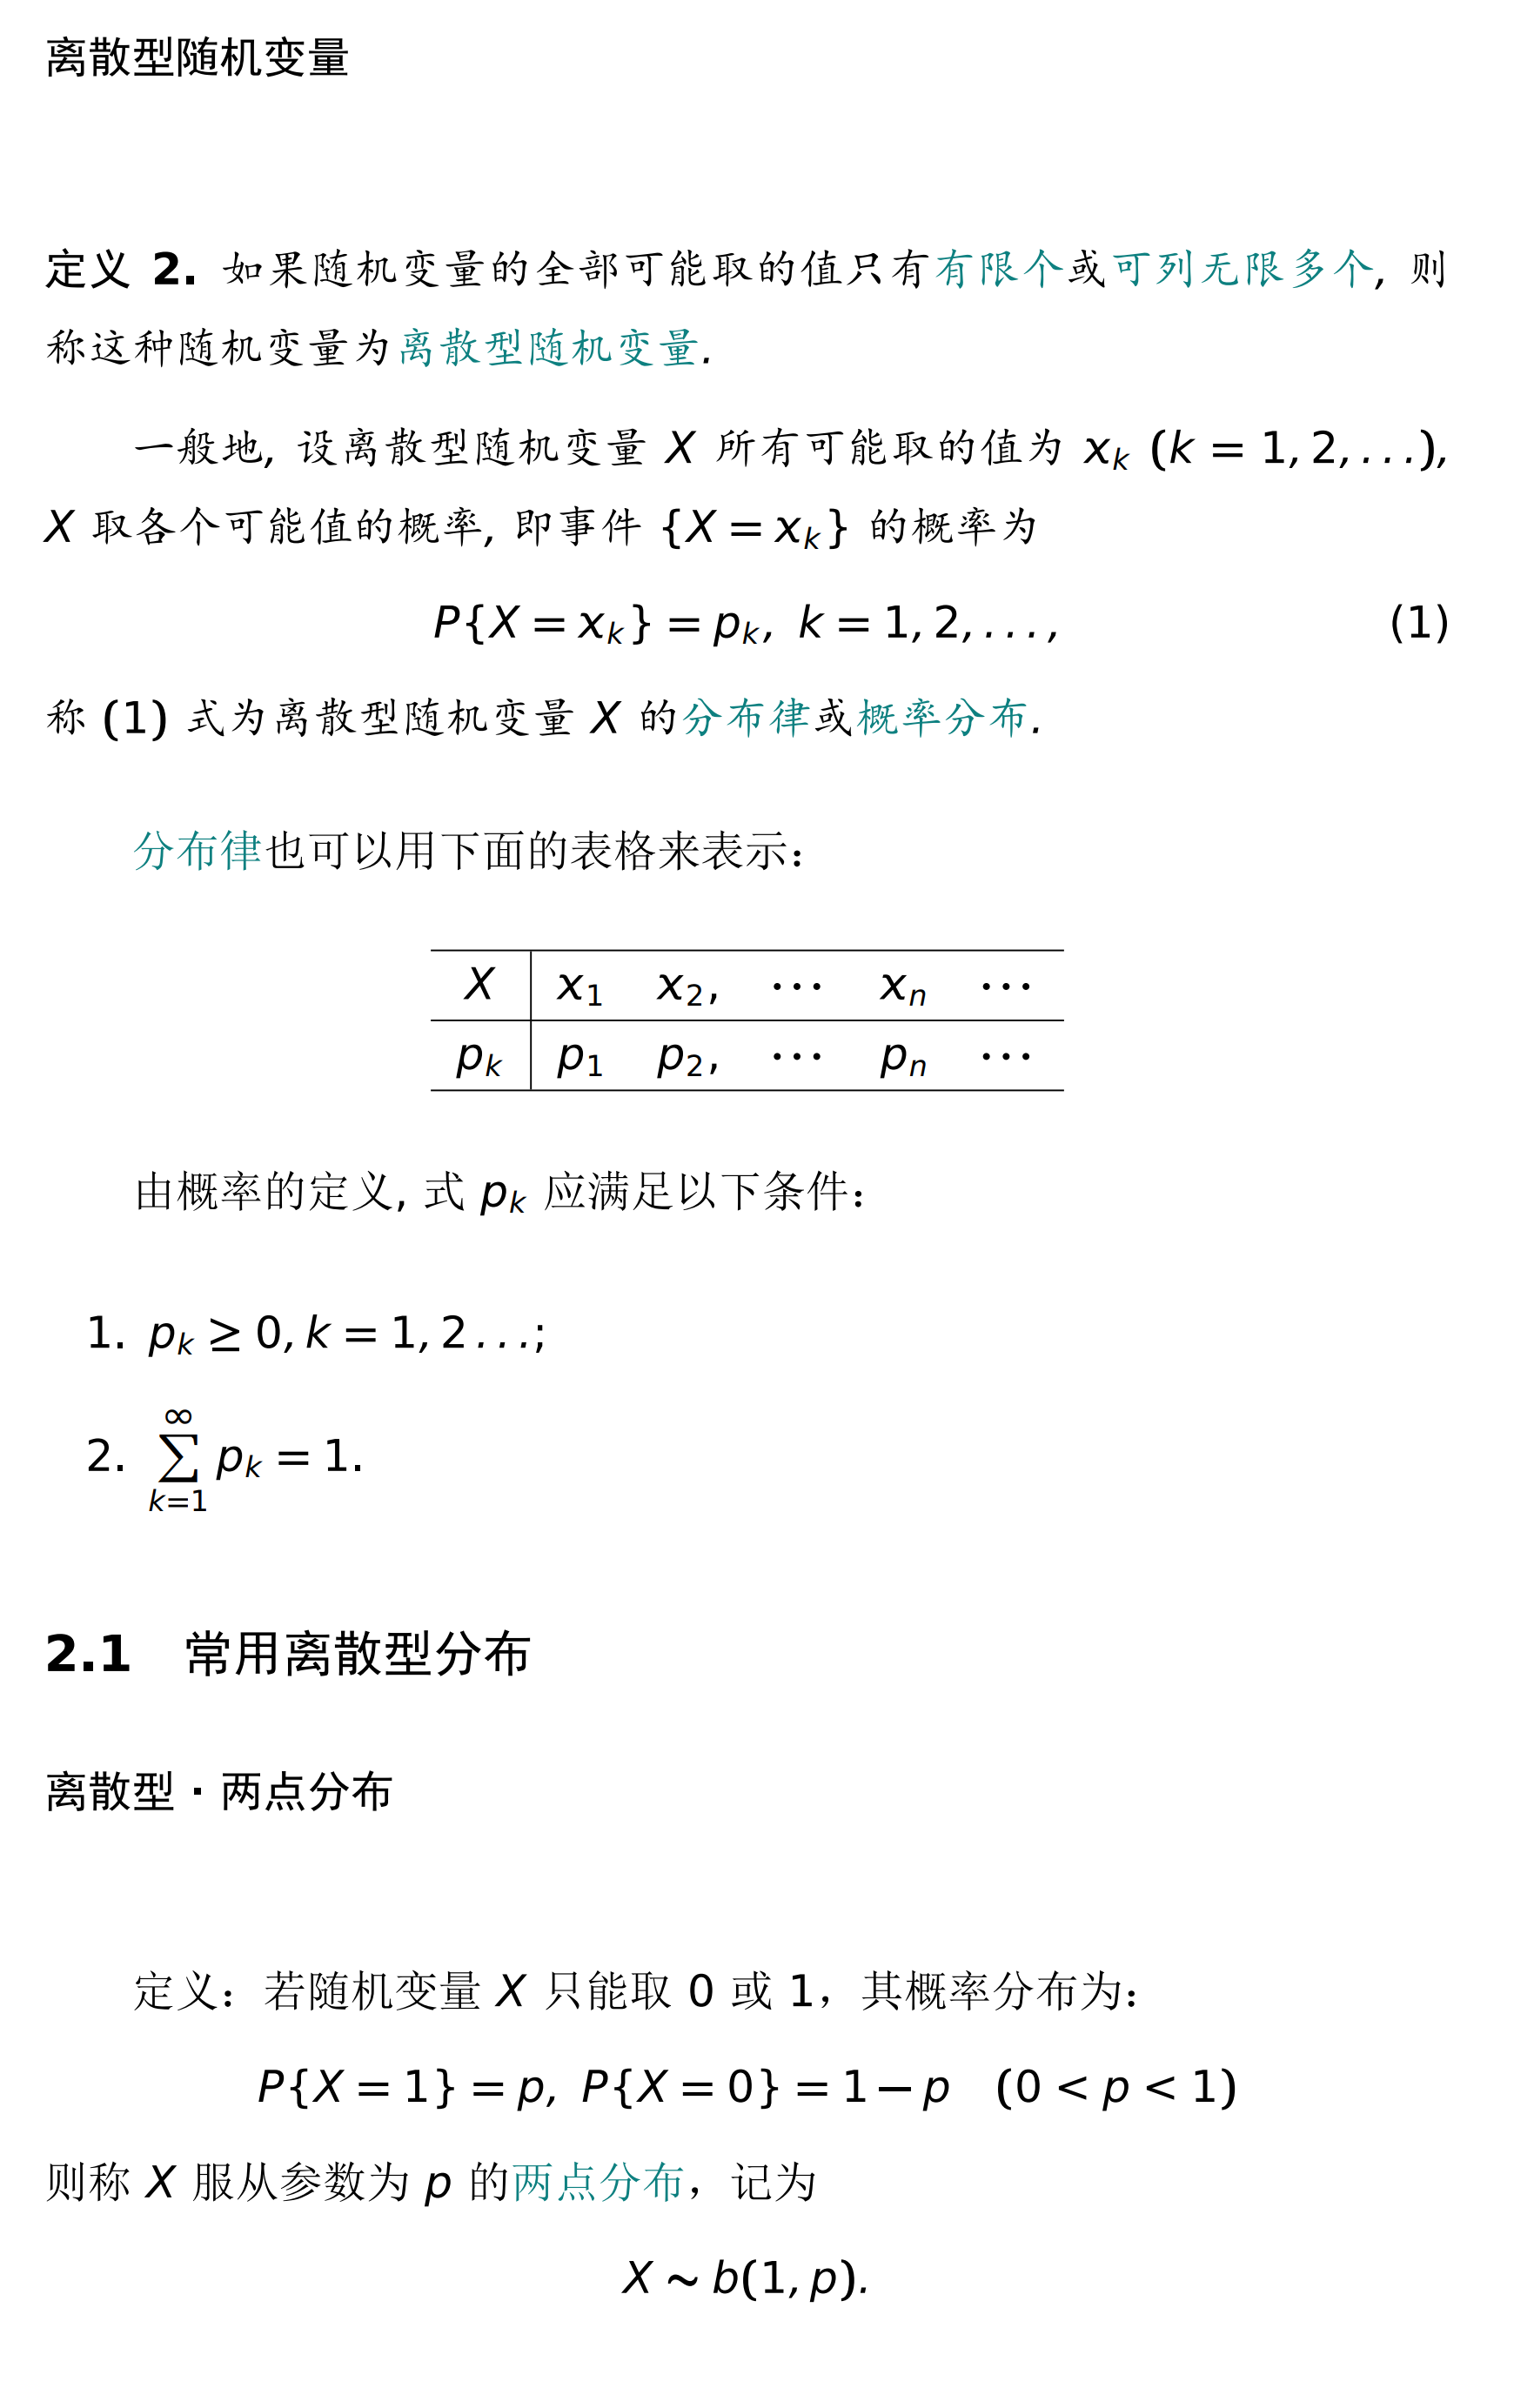 离散型随机变量
定义 2. 如果随机变量的全部可能取的值只有有限个或可列无限多个, 则
称这种随机变量为离散型随机变量.
一般地, 设离散型随机变量 X 所有可能取的值为 x_k (k = 1, 2, . . .),
X 取各个可能值的概率, 即事件 {X = x_k} 的概率为
P{X = x_k} = p_k, k = 1, 2, . . . , (1)
称 (1) 式为离散型随机变量 X 的分布律或概率分布.
分布律也可以用下面的表格来表示：
X x_1 x_2, ··· x_n ···
p_k p_1 p_2, ··· p_n ···
由概率的定义, 式 p_k 应满足以下条件：
1. p_k ≥ 0, k = 1, 2 . . .;
2. ∑_{k=1}^{∞} p_k = 1.
2.1 常用离散型分布
离散型 · 两点分布
定义：若随机变量 X 只能取 0 或 1，其概率分布为：
P{X = 1} = p, P{X = 0} = 1 − p (0 < p < 1)
则称 X 服从参数为 p 的两点分布，记为
X ∼ b(1, p).